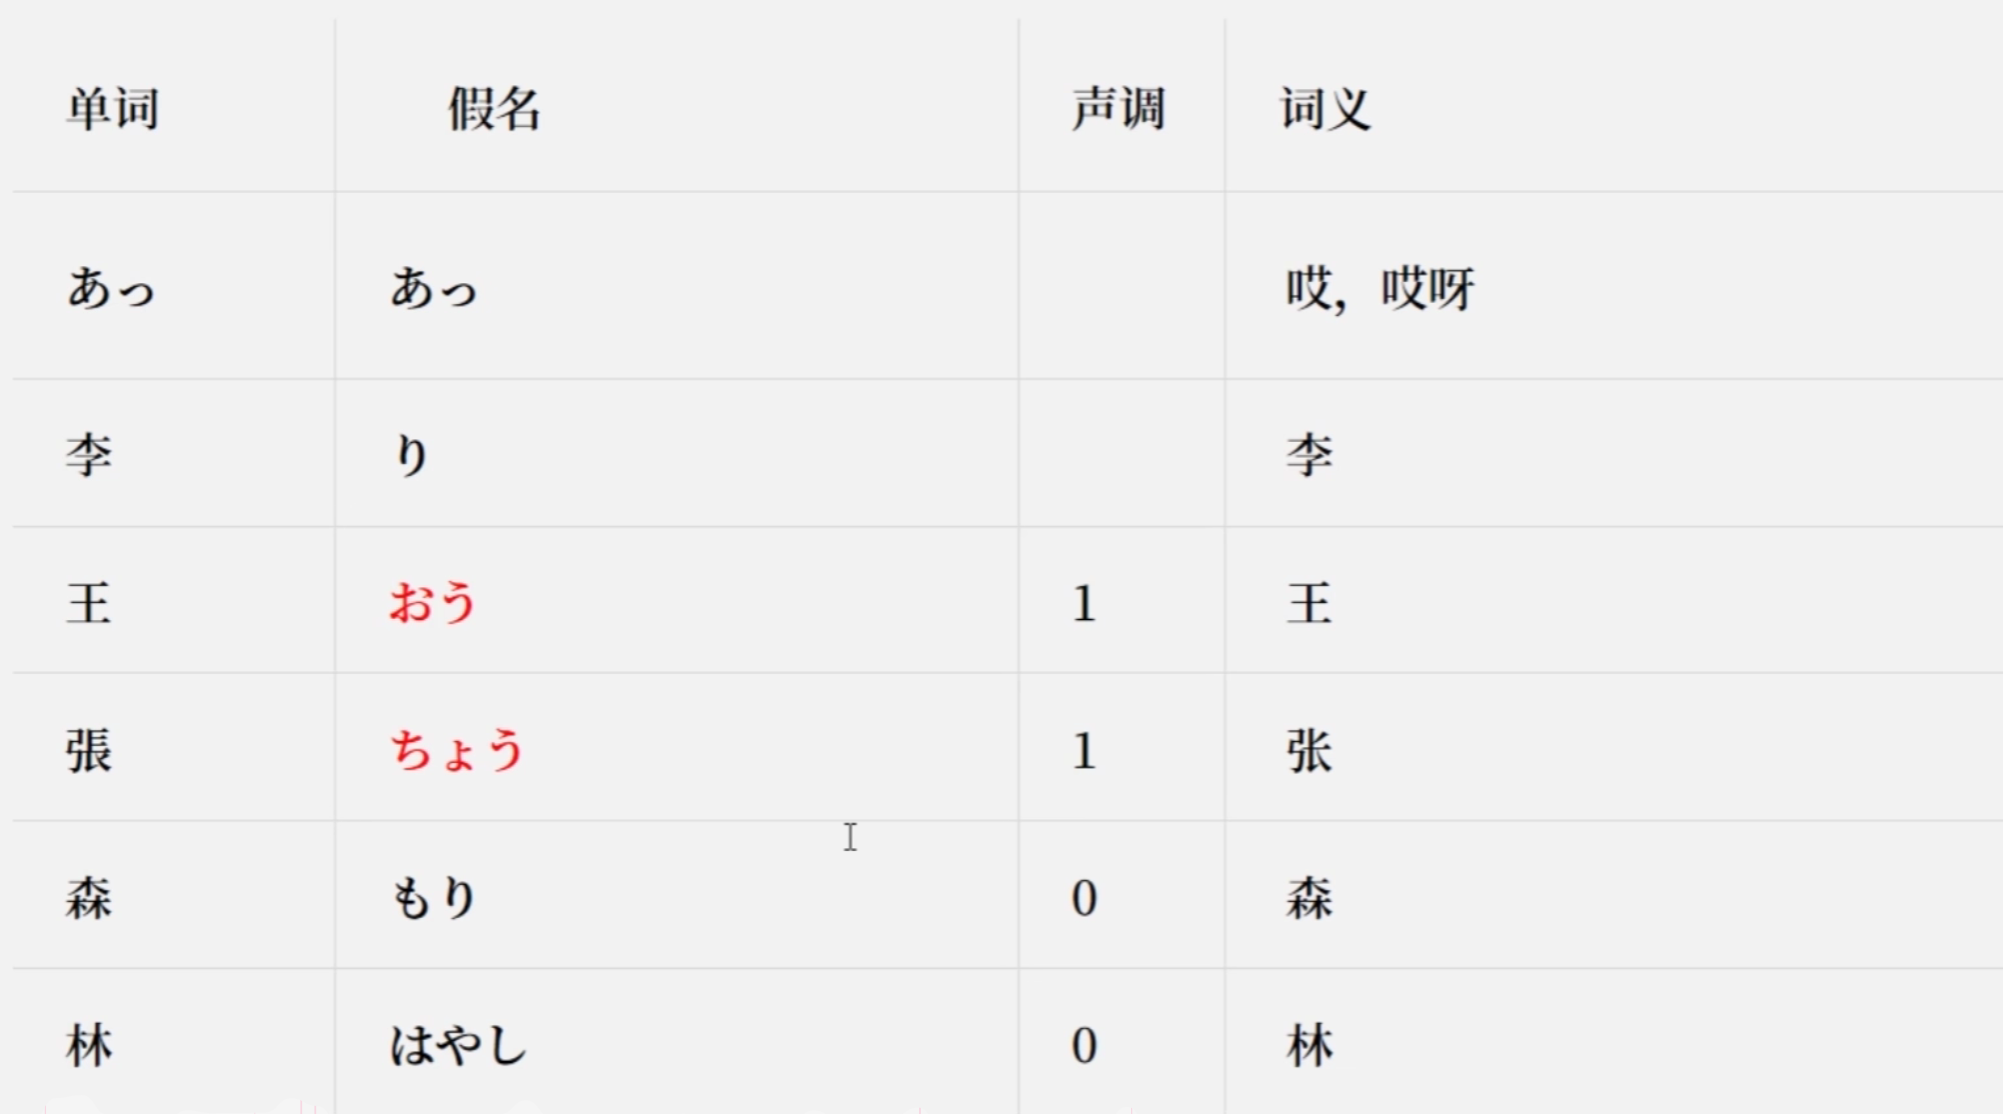 单词 假名 声调 词义
あっ あっ 哎，哎呀
李 り 李
王 おう 1 王
張 ちょう 1 张
森 もり 0 森
林 はやし 0 林